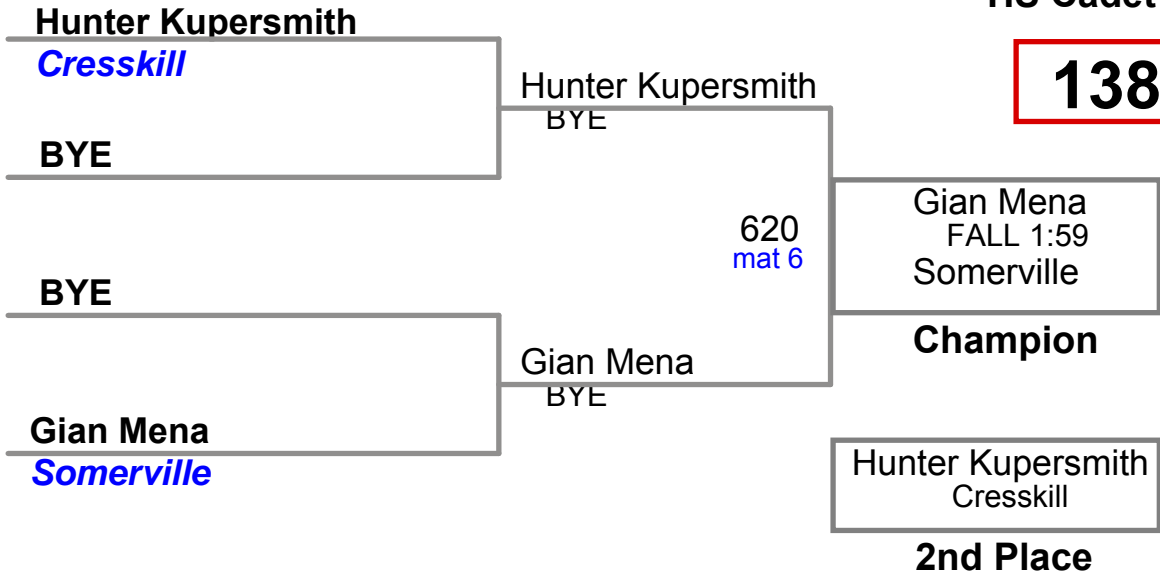 HS Cadet
Hunter Kupersmith
Cresskill
138
Hunter Kupersmith
BYE
BYE
Gian Mena
FALL 1:59
Somerville
620
mat 6
BYE
Champion
Gian Mena
BYE
Gian Mena
Somerville
Hunter Kupersmith
Cresskill
2nd Place